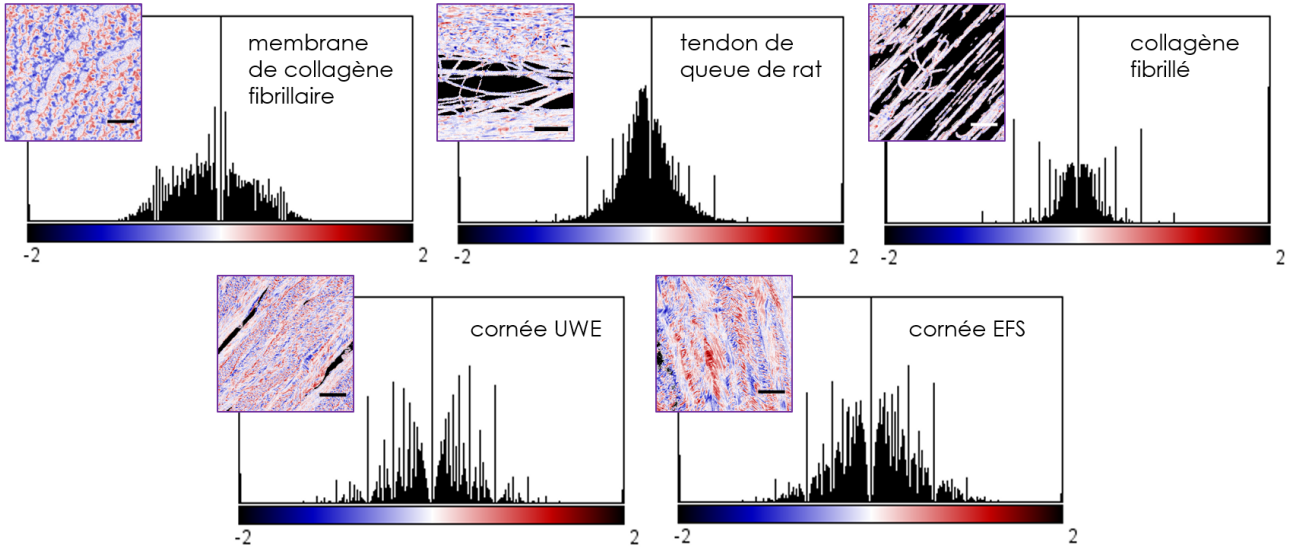 membrane
de collagène
fibrillaire
-2
2
tendon de
queue de rat
-2
2
collagène
fibrillé
-2
2
cornée UWE
-2
2
cornée EFS
-2
2